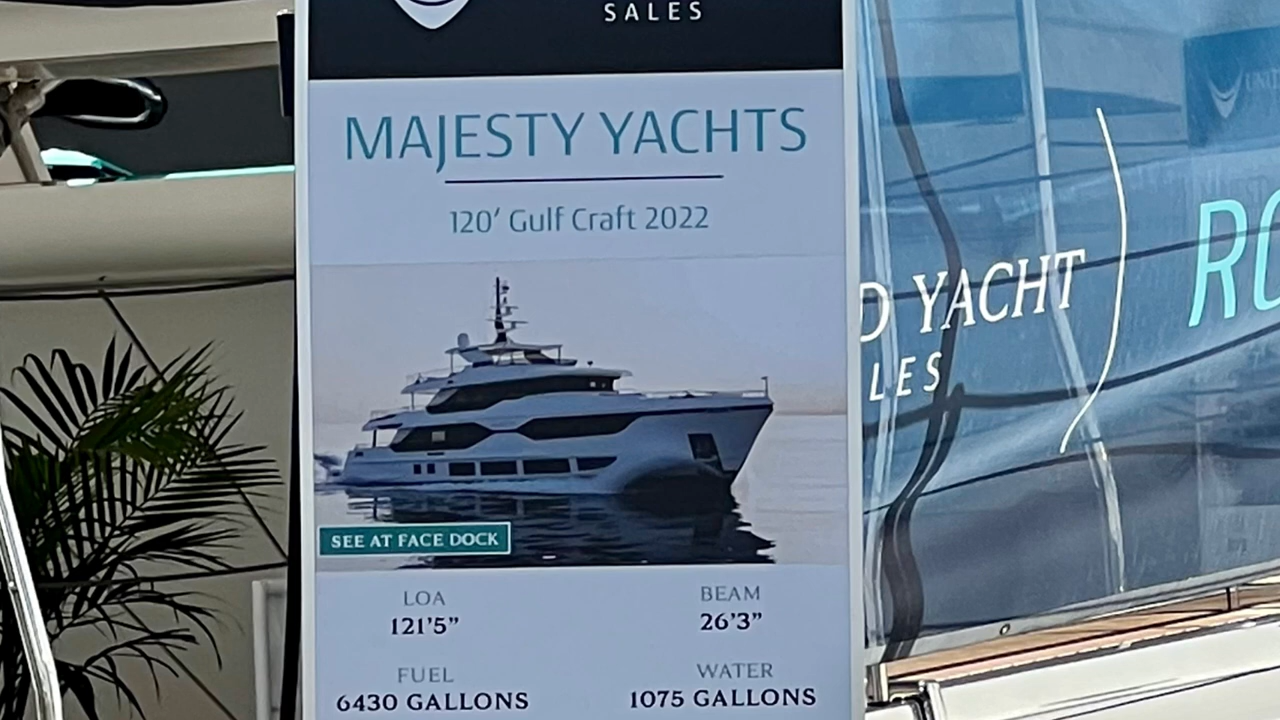 SALES
MAJESTY YACHTS
120' Gulf Craft 2022
SEE AT FACE DOCK
LOA
121'5”
BEAM
26'3”
FUEL
6430 GALLONS
WATER
1075 GALLONS
D YACHT
LES
RO